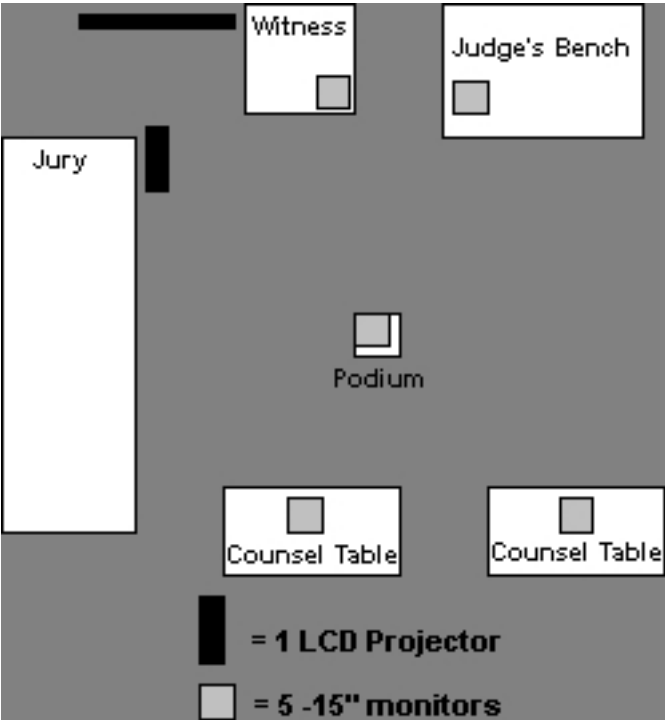 Witness
Judge's Bench
Jury
Podium
Counsel Table
Counsel Table
= 1 LCD Projector
= 5 -15" monitors